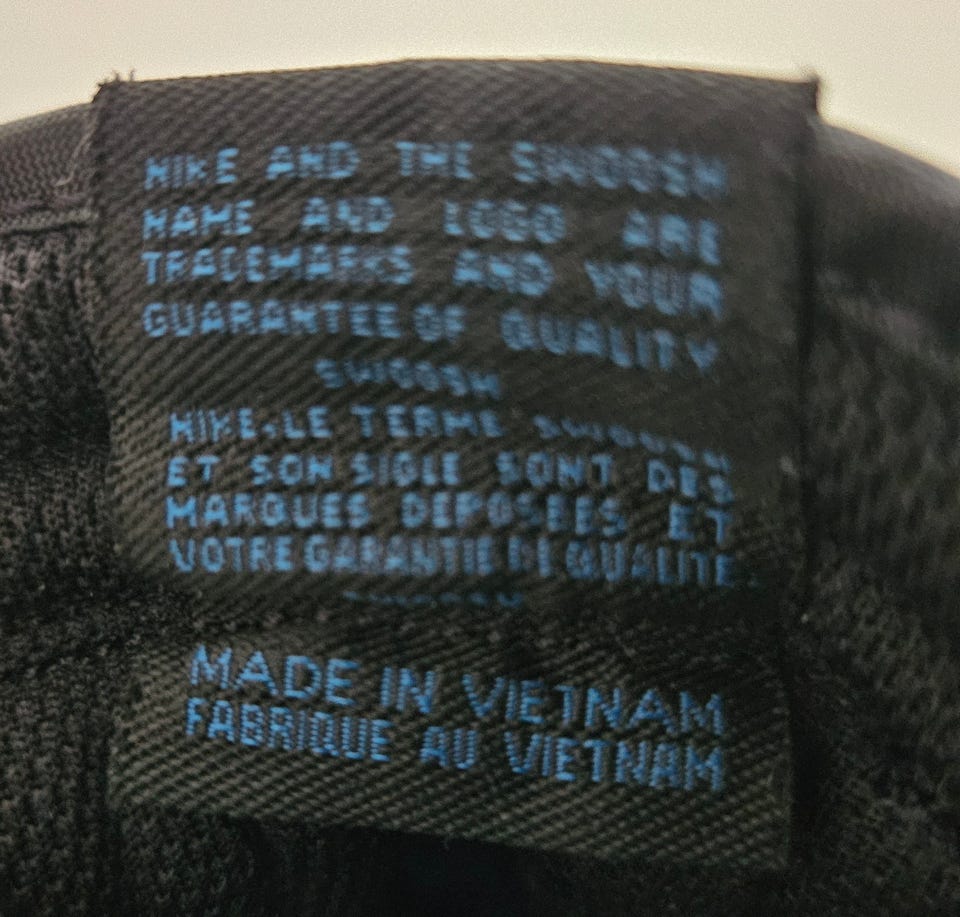 NIKE AND THE SWOOSH
NAME AND LOGO ARE
TRADEMARKS AND YOUR
GUARANTEE OF QUALITY
SWOOSH
NIKE, LE TERME SWOOSH
ET SON SIGLE SONT DES
MARQUES DEPOSEES ET
VOTRE GARANTIE DE QUALITE
MADE IN VIETNAM
FABRIQUE AU VIETNAM